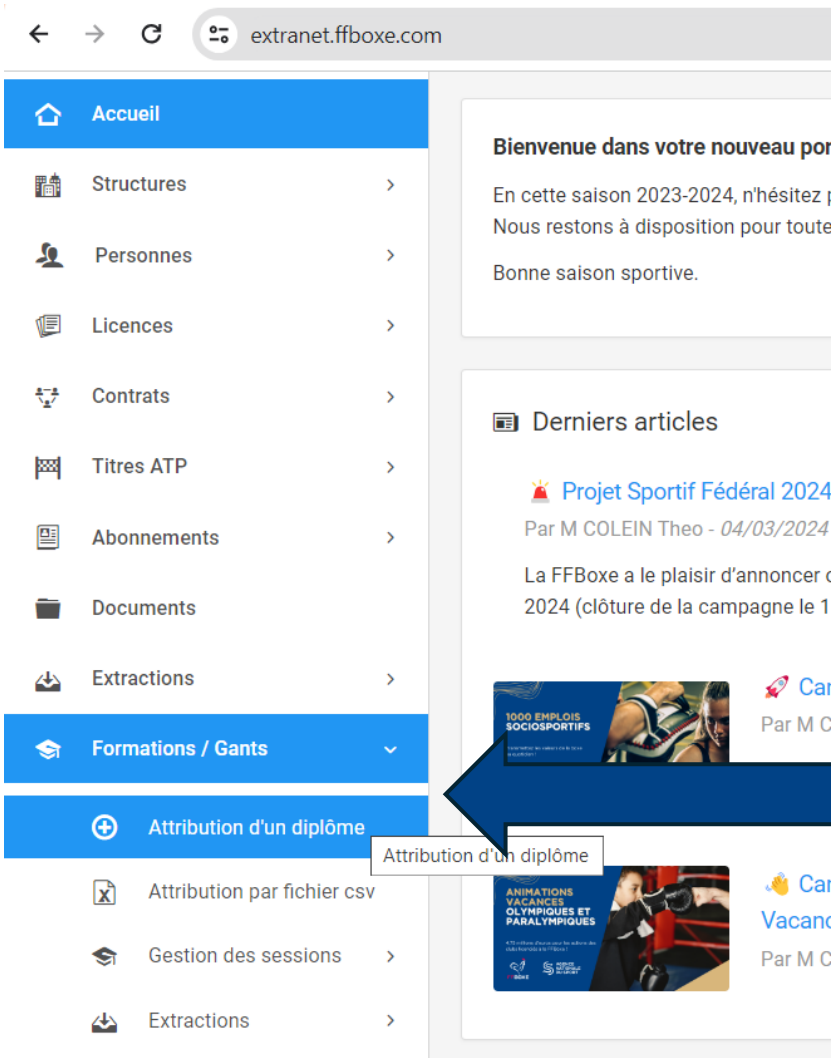 extranet.ffboxe.com
Accueil
Structures
Personnes
Licences
Contrats
Titres ATP
Abonnements
Documents
Extractions
Formations / Gants
Attribution d'un diplôme
Attribution par fichier csv
Gestion des sessions
Extractions
Attribution d'un diplôme
Bienvenue dans votre nouveau por
En cette saison 2023-2024, n'hésitez p
Nous restons à disposition pour toute
Bonne saison sportive.
Derniers articles
Projet Sportif Fédéral 2024
Par M COLEIN Theo - 04/03/2024
La FFBoxe a le plaisir d'annoncer
2024 (clôture de la campagne le 1
1000 EMPLOIS
SOCIOSPORTIFS
Car
Par M C
ANIMATIONS
VACANCES
OLYMPIQUES ET
PARALYMPIQUES
Car
Vacanc
Par M C